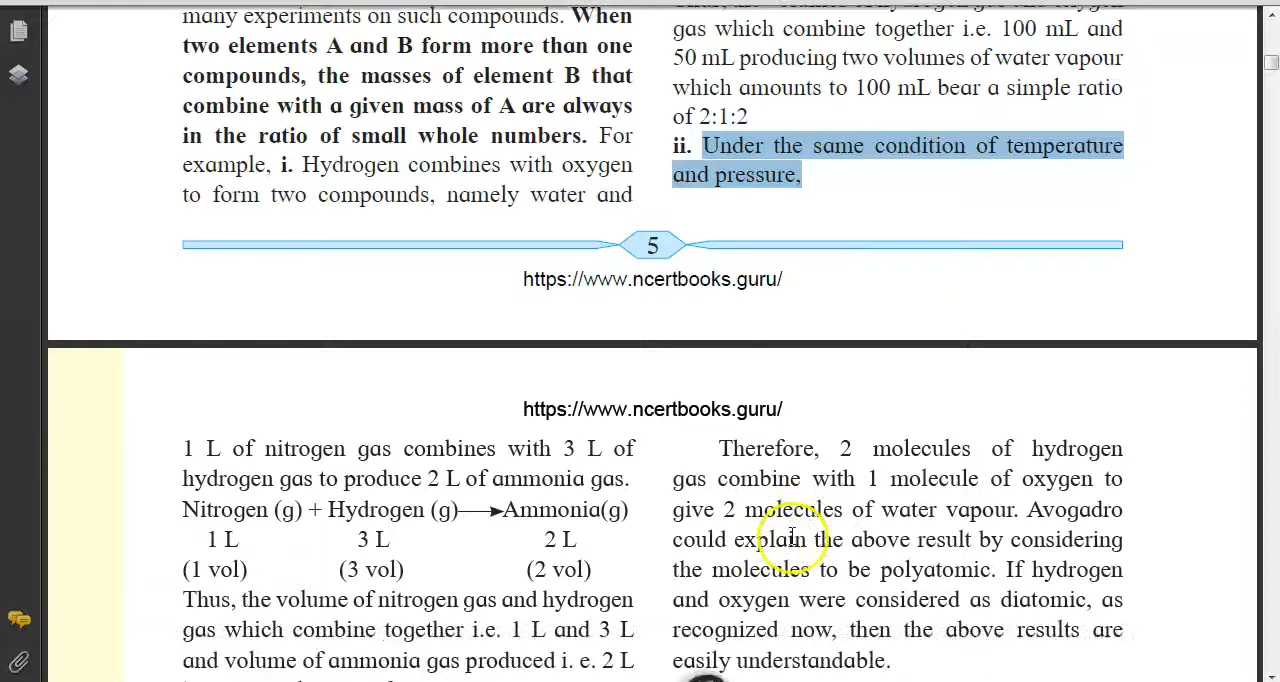 many experiments on such compounds. When
two elements A and B form more than one
compounds, the masses of element B that
combine with a given mass of A are always
in the ratio of small whole numbers. For
example, i. Hydrogen combines with oxygen
to form two compounds, namely water and
gas which combine together i.e. 100 mL and
50 mL producing two volumes of water vapour
which amounts to 100 mL bear a simple ratio
of 2:1:2
ii. Under the same condition of temperature
and pressure,
5
https://www.ncertbooks.guru/
https://www.ncertbooks.guru/
1 L of nitrogen gas combines with 3 L of
hydrogen gas to produce 2 L of ammonia gas.
Nitrogen (g) + Hydrogen (g)⟶Ammonia(g)
1 L 3 L 2 L
(1 vol) (3 vol) (2 vol)
Thus, the volume of nitrogen gas and hydrogen
gas which combine together i.e. 1 L and 3 L
and volume of ammonia gas produced i. e. 2 L
Therefore, 2 molecules of hydrogen
gas combine with 1 molecule of oxygen to
give 2 molecules of water vapour. Avogadro
could explain the above result by considering
the molecules to be polyatomic. If hydrogen
and oxygen were considered as diatomic, as
recognized now, then the above results are
easily understandable.